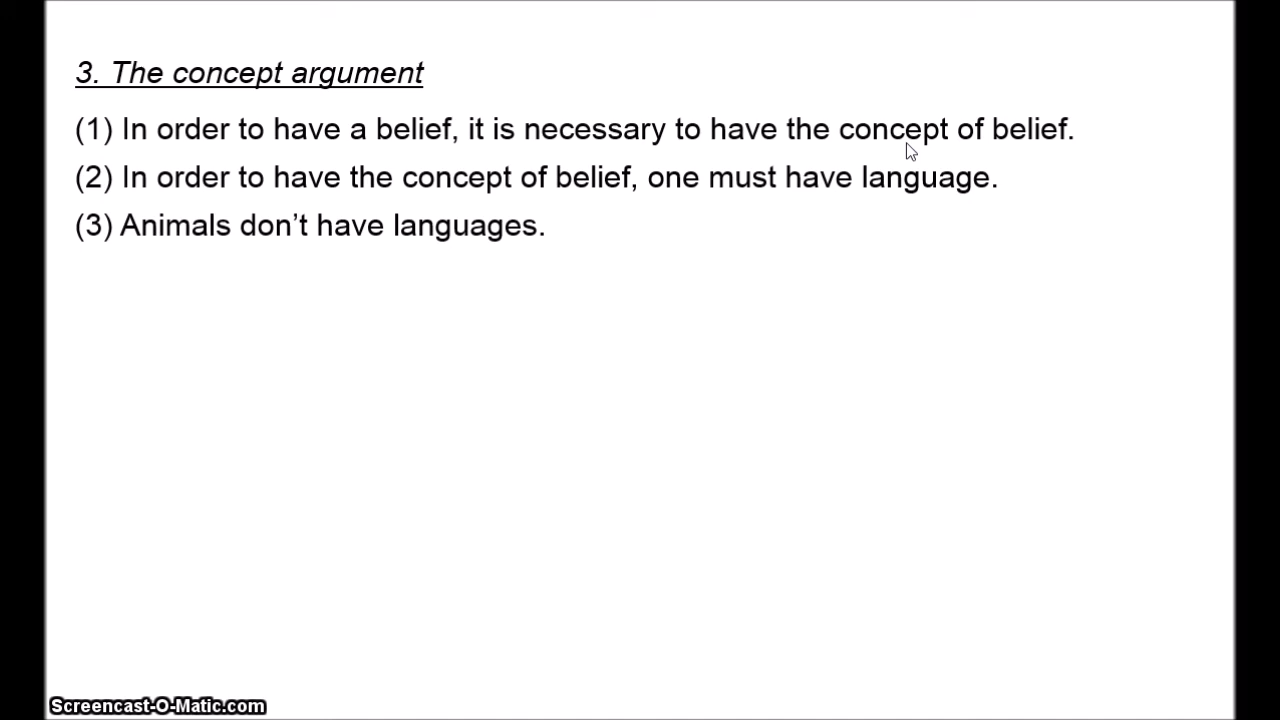 3. The concept argument
(1) In order to have a belief, it is necessary to have the concept of belief.
(2) In order to have the concept of belief, one must have language.
(3) Animals don’t have languages.
Screencast-O-Matic.com